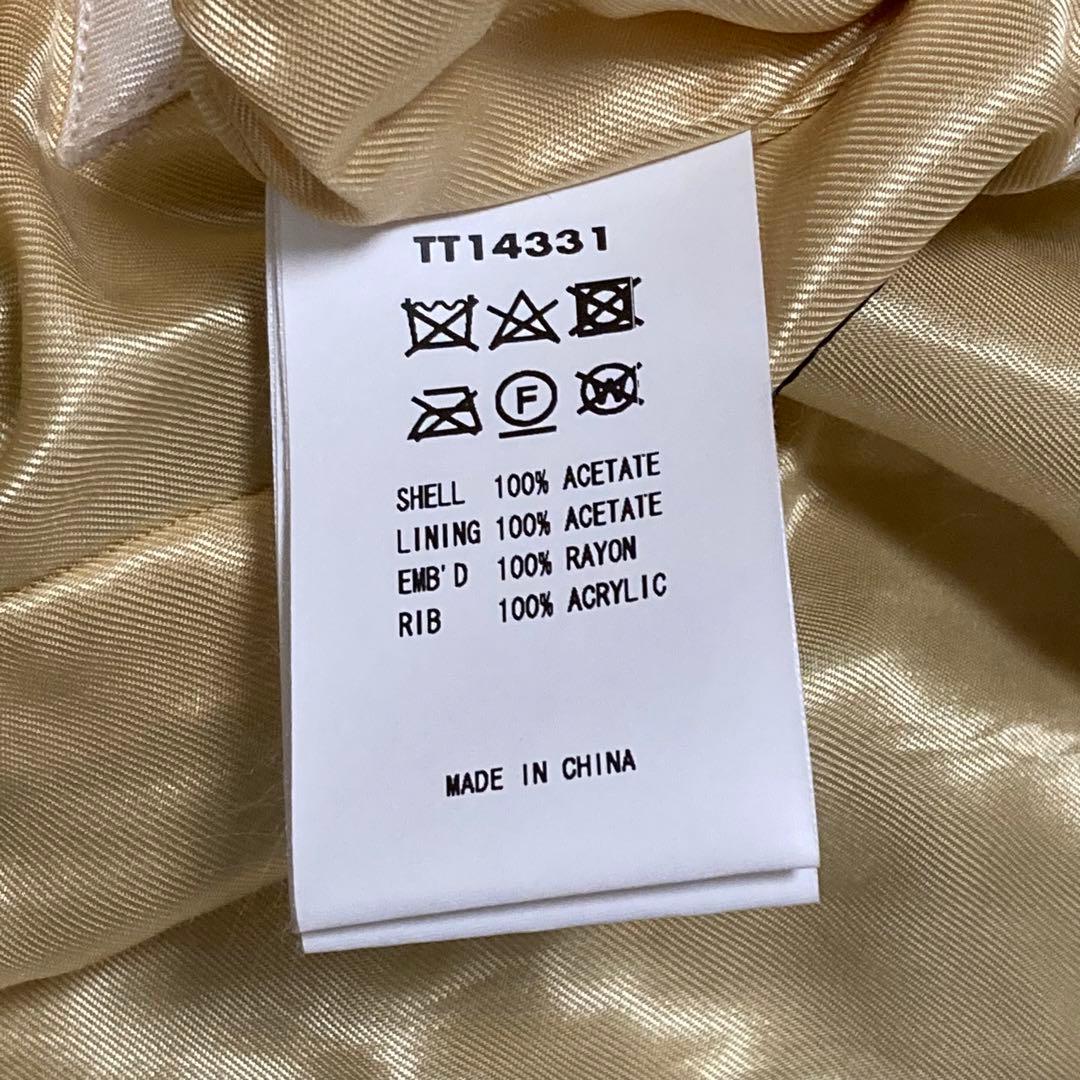 TT14331
F W
SHELL 100% ACETATE
LINING 100% ACETATE
EMB'D 100% RAYON
RIB 100% ACRYLIC
MADE IN CHINA